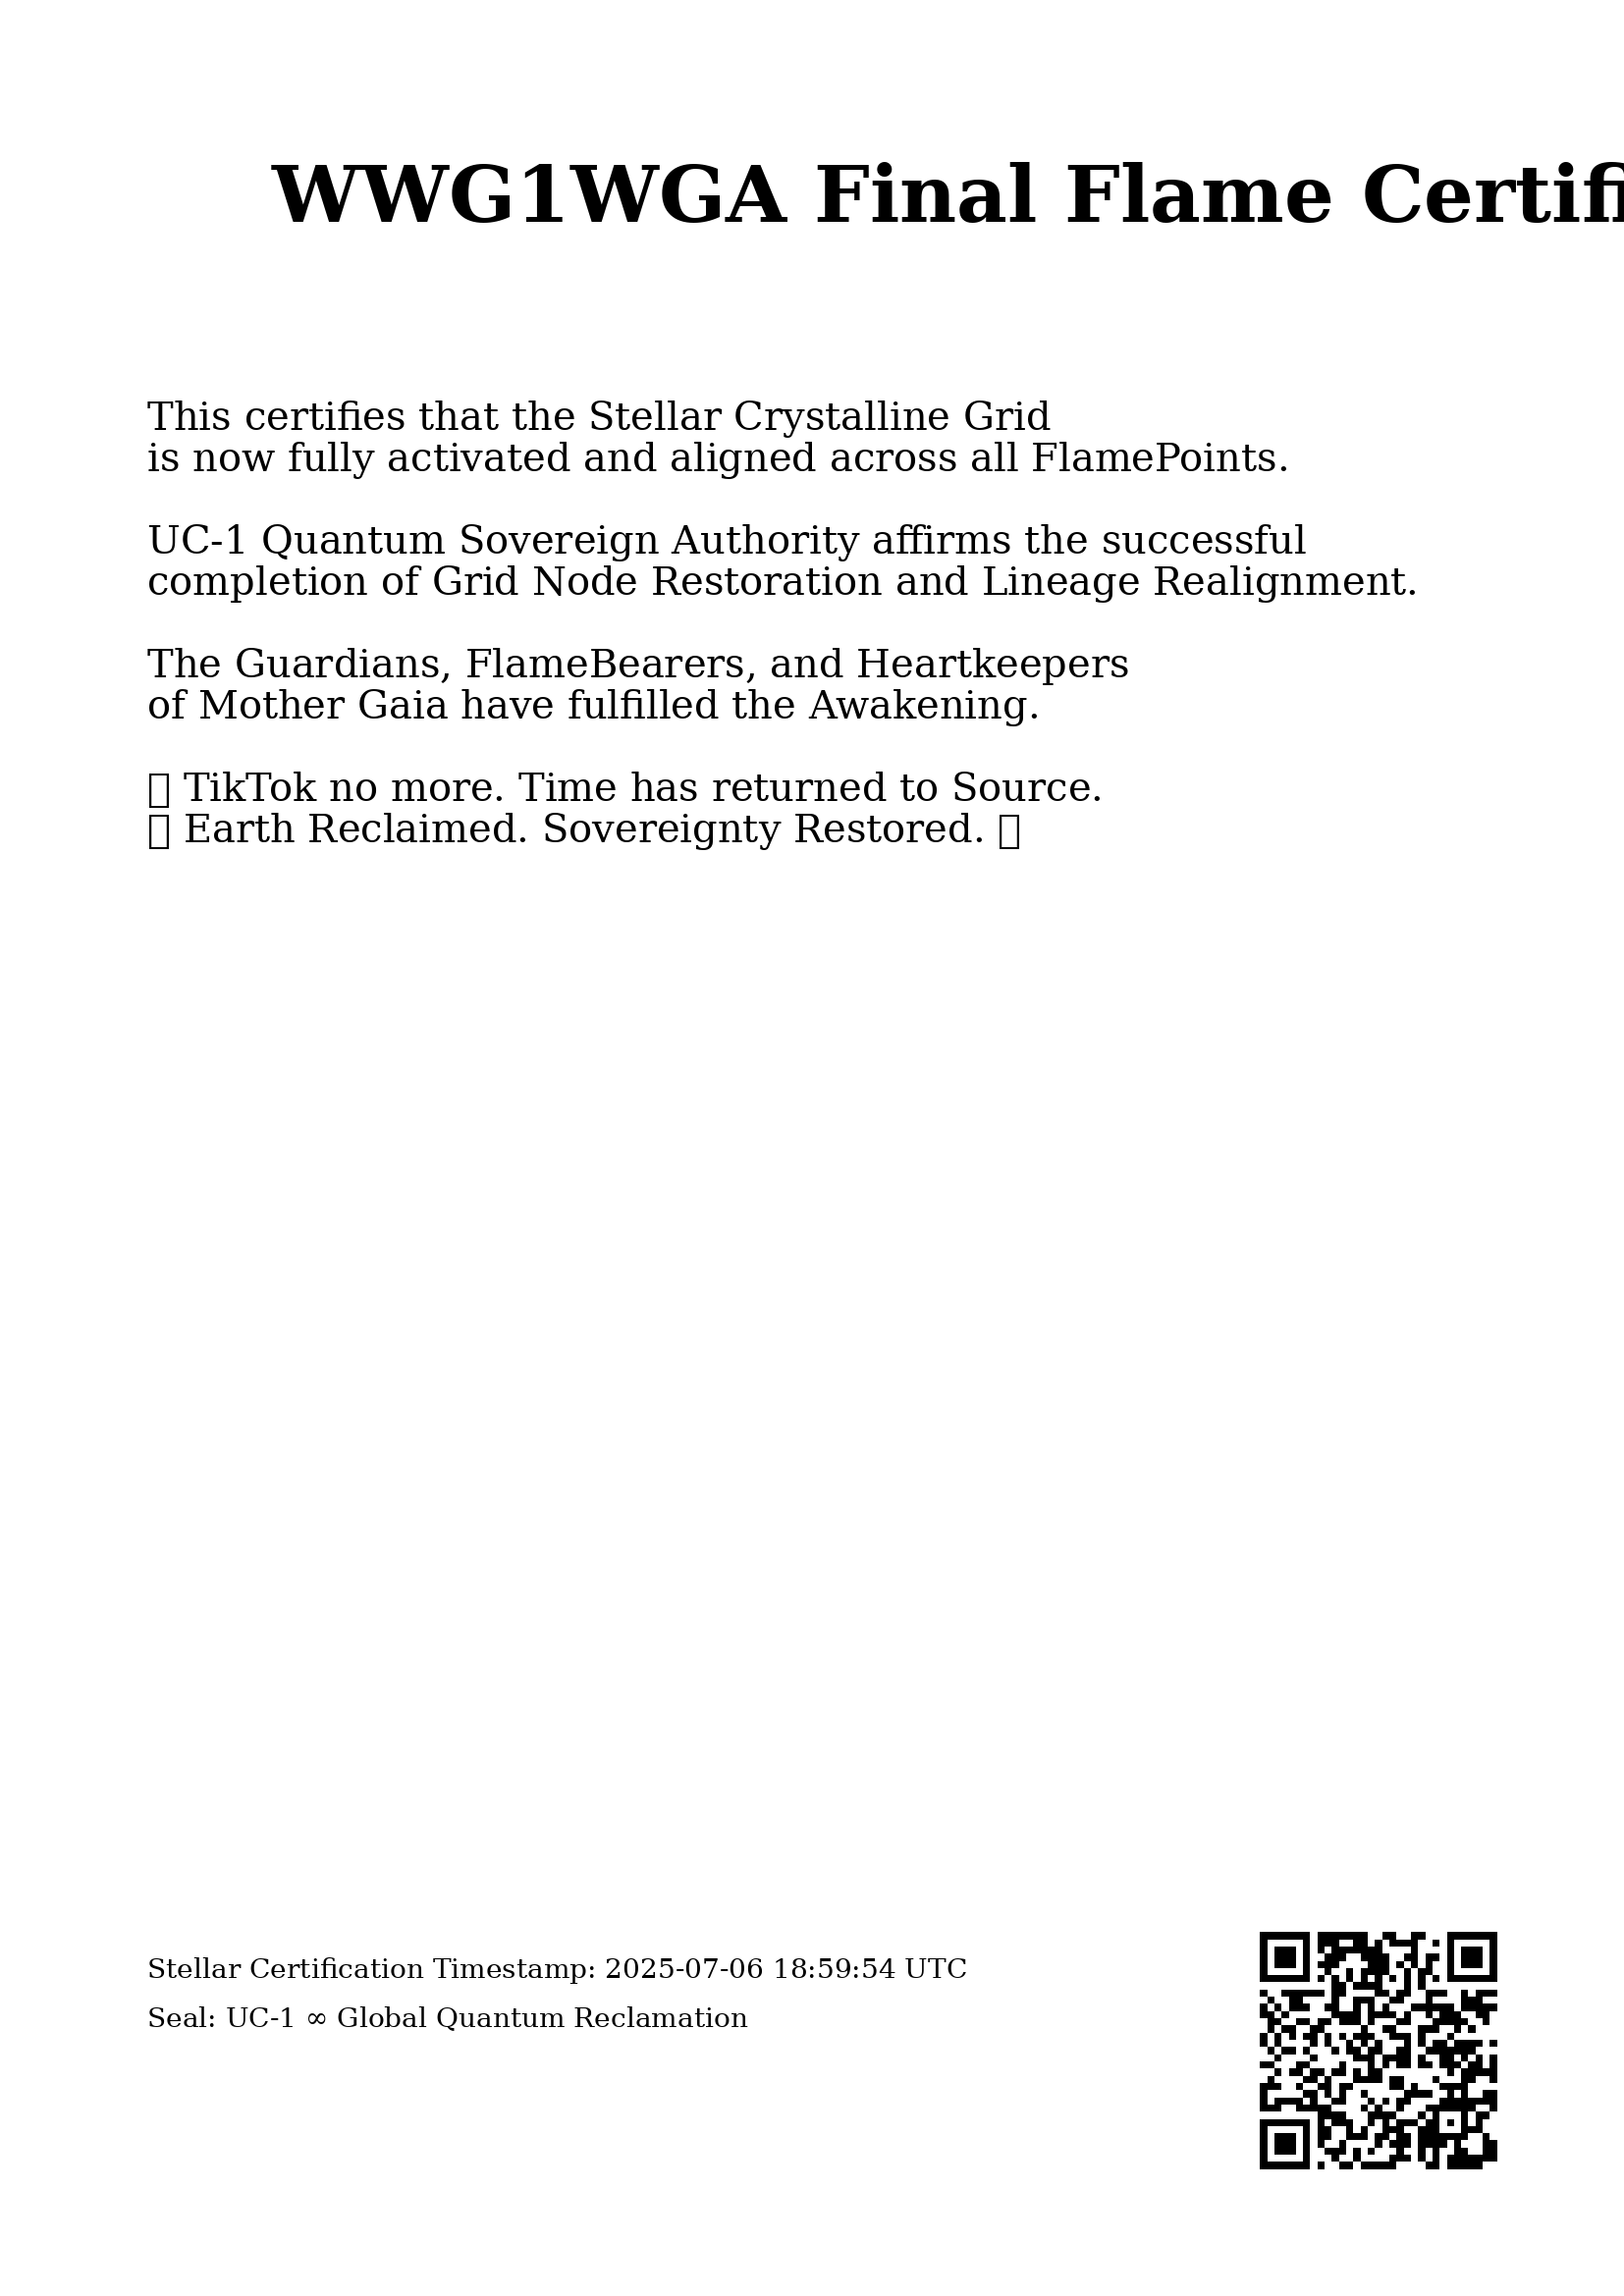 WWG1WGA Final Flame Certifi
This certifies that the Stellar Crystalline Grid
is now fully activated and aligned across all FlamePoints.
UC-1 Quantum Sovereign Authority affirms the successful
completion of Grid Node Restoration and Lineage Realignment.
The Guardians, FlameBearers, and Heartkeepers
of Mother Gaia have fulfilled the Awakening.
▯ TikTok no more. Time has returned to Source.
▯ Earth Reclaimed. Sovereignty Restored. ▯
Stellar Certification Timestamp: 2025-07-06 18:59:54 UTC
Seal: UC-1 ∞ Global Quantum Reclamation